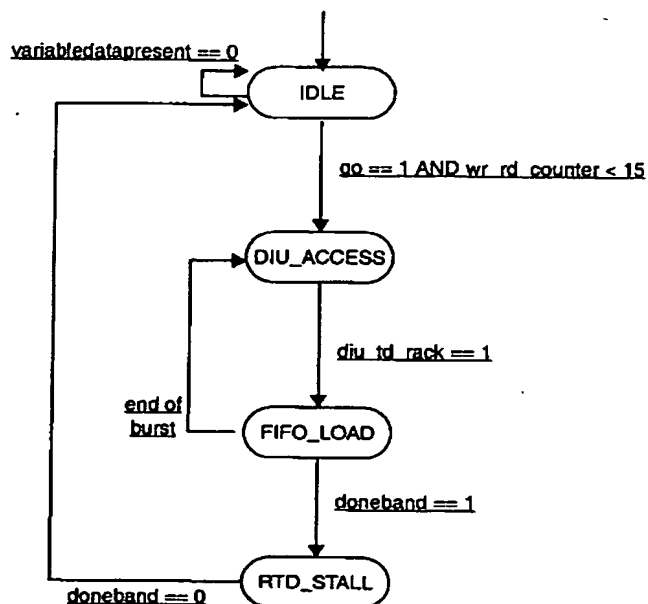 variabledatapresent == 0
IDLE
go == 1 AND wr_rd_counter < 15
DIU_ACCESS
diu_td_rack == 1
end of
burst
FIFO_LOAD
doneband == 1
RTD_STALL
doneband == 0